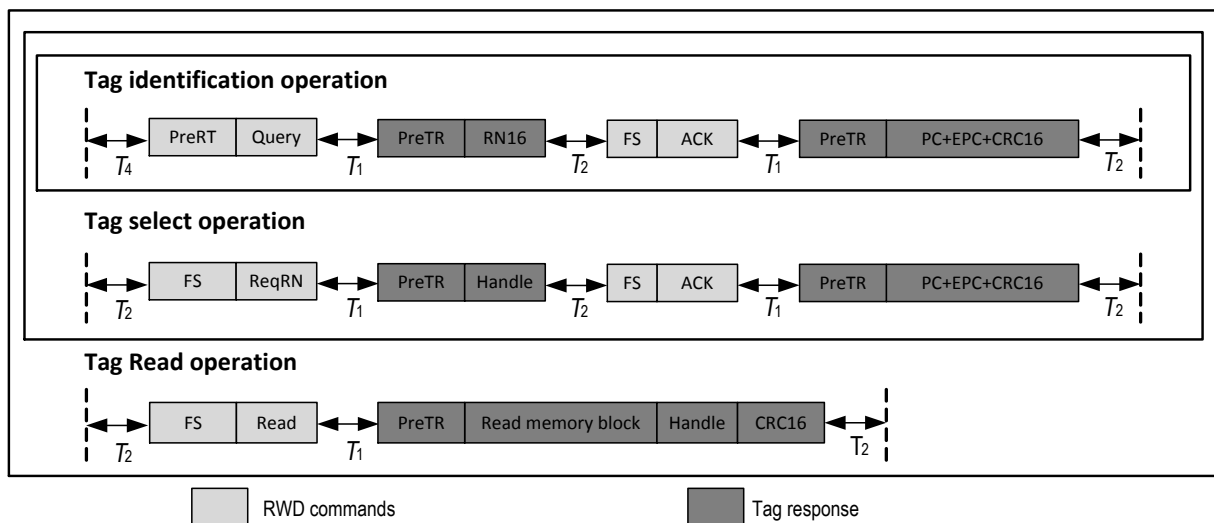 Tag identification operation
PreRT Query PreTR RN16 FS ACK PreTR PC+EPC+CRC16
T4 T1 T2 T1 T2
Tag select operation
FS ReqRN PreTR Handle FS ACK PreTR PC+EPC+CRC16
T2 T1 T2 T1 T2
Tag Read operation
FS Read PreTR Read memory block Handle CRC16
T2 T1 T2
RWD commands Tag response